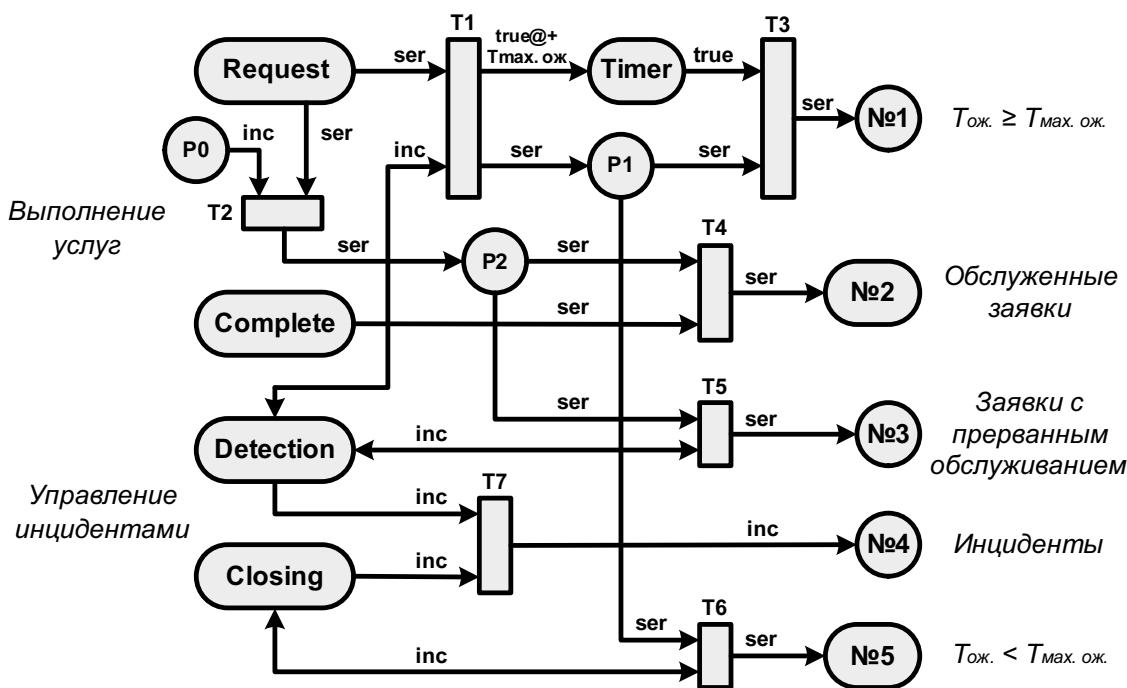 T1
T3
true@+
Tmax. ож
ser
true
Request
Timer
ser
№1
Tож. ≥ Tмах. ож.
inc
ser
P0
inc
ser
P1
ser
T2
Выполнение
услуг
T4
ser
P2
ser
ser
№2
Обслуженные
заявки
Complete
ser
T5
ser
ser
Заявки с
прерванным
обслуживанием
Detection
inc
№3
T7
inc
Управление
инцидентами
inc
№4
Инциденты
Closing
inc
T6
ser
ser
inc
№5
Tож. < Tмах. ож.